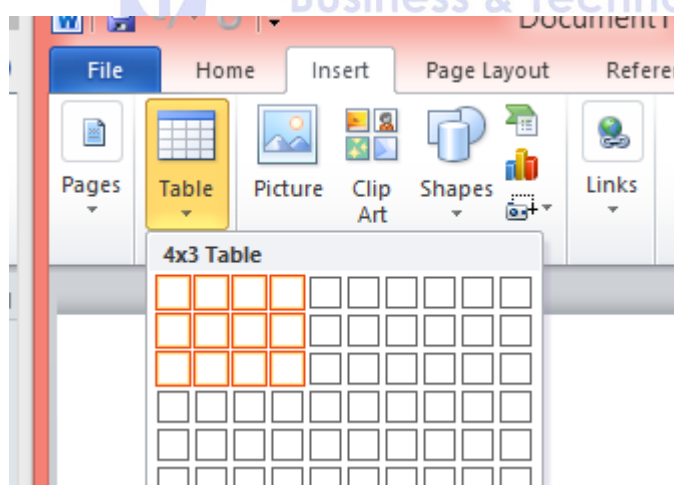 Business & Techno
W
Document1
File Home Insert Page Layout Refere
Pages Table Picture Clip Art Shapes Links
4x3 Table